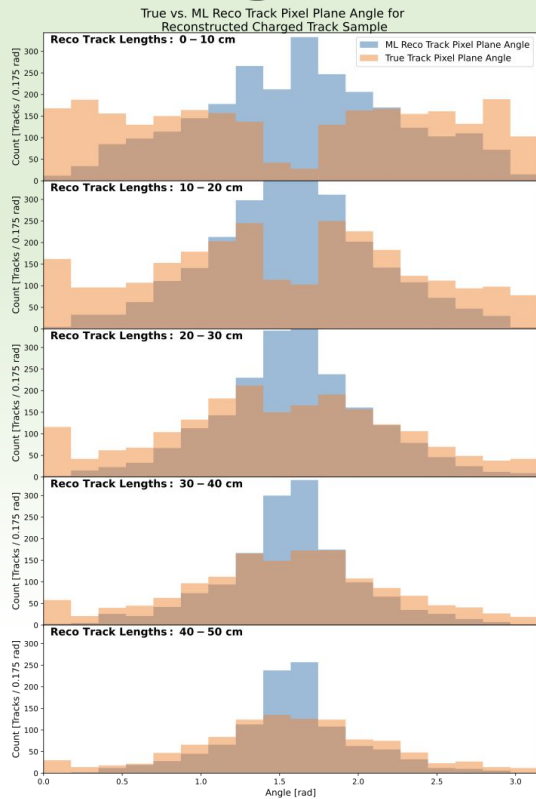 True vs. ML Reco Track Pixel Plane Angle for
Reconstructed Charged Track Sample
Reco Track Lengths: 0 − 10 cm
ML Reco Track Pixel Plane Angle
True Track Pixel Plane Angle
Count [Tracks / 0.175 rad]
300
250
200
150
100
50
0
Reco Track Lengths: 10 − 20 cm
Count [Tracks / 0.175 rad]
300
250
200
150
100
50
0
Reco Track Lengths: 20 − 30 cm
Count [Tracks / 0.175 rad]
300
250
200
150
100
50
0
Reco Track Lengths: 30 − 40 cm
Count [Tracks / 0.175 rad]
300
250
200
150
100
50
0
Reco Track Lengths: 40 − 50 cm
Count [Tracks / 0.175 rad]
300
250
200
150
100
50
0
0.0 0.5 1.0 1.5 2.0 2.5 3.0
Angle [rad]